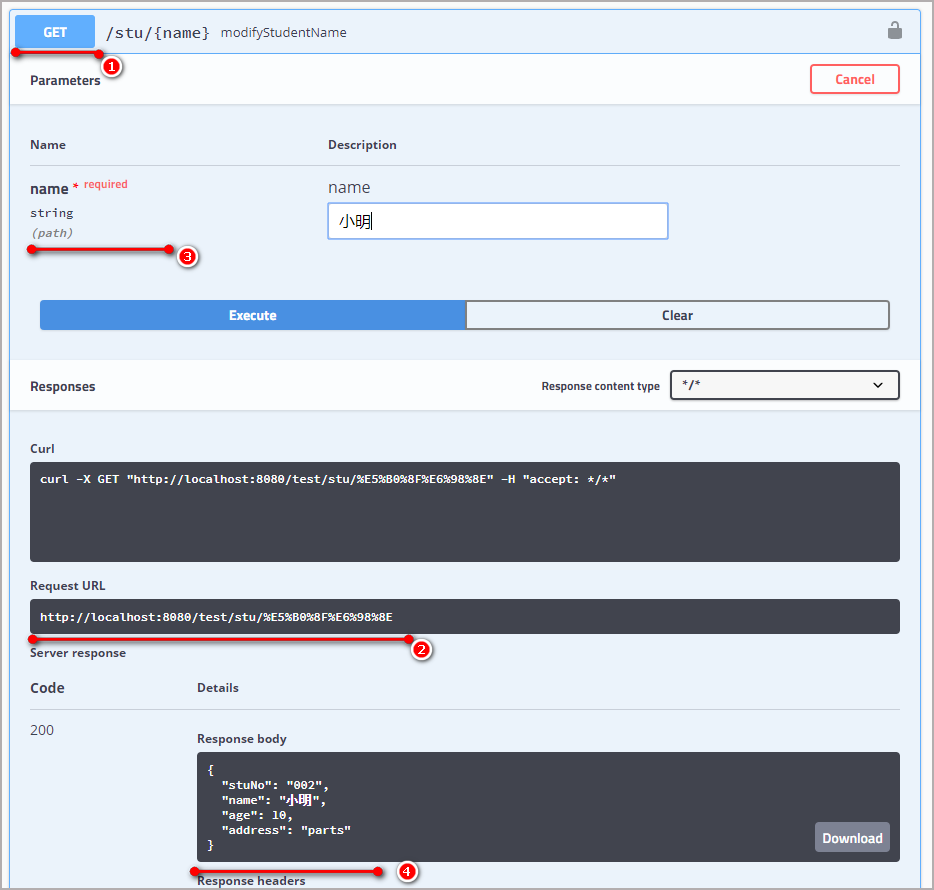 GET /stu/{name} modifyStudentName
1
Parameters Cancel
Name Description
name * required name
string 小明
(path)
3
Execute Clear
Responses Response content type */*
Curl
curl -X GET "http://localhost:8080/test/stu/%E5%B0%8F%E6%98%8E" -H "accept: */*"
Request URL
http://localhost:8080/test/stu/%E5%B0%8F%E6%98%8E
2
Server response
Code Details
200
Response body
{
"stuNo": "002",
"name": "小明",
"age": 10,
"address": "parts"
}
Download
4
Response headers